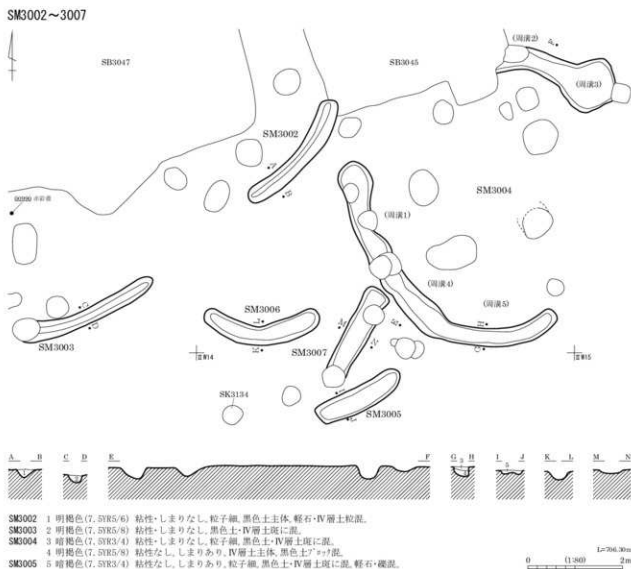 SM3002~3007
(周溝2)
SB3047
SB3045
(周溝3)
SM3002
SM3004
(周溝1)
(周溝4)
(周溝5)
SM3006
SM3007
SM3003
SM3005
SK3134
A B C D E F G H I J K L M N
SM3002 1 明褐色(7.5YR5/6) 粘性・しまりなし、粒子細、黒色土主体、軽石・Ⅳ層土粒混。
SM3003 2 明褐色(7.5YR5/8) 粘性・しまりなし、黒色土・Ⅳ層土斑に混。
SM3004 3 暗褐色(7.5YR3/4) 粘性・しまりなし、粒子細、黒色土・Ⅳ層土斑に混。
4 明褐色(7.5YR5/8) 粘性なし、しまりあり、Ⅳ層土主体、黒色土ブロック混。
SM3005 5 暗褐色(7.5YR3/4) 粘性なし、しまりあり、粒子細、黒色土・Ⅳ層土斑に混、軽石・礫混。
L=706.30m
0 (1:80) 2m